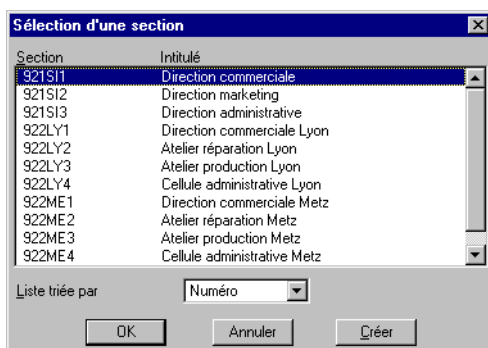 Sélection d'une section
Section Intitulé
921SI1 Direction commerciale
921SI2 Direction marketing
921SI3 Direction administrative
922LY1 Direction commerciale Lyon
922LY2 Atelier réparation Lyon
922LY3 Atelier production Lyon
922LY4 Cellule administrative Lyon
922ME1 Direction commerciale Metz
922ME2 Atelier réparation Metz
922ME3 Atelier production Metz
922ME4 Cellule administrative Metz
Liste triée par Numéro
OK Annuler Créer